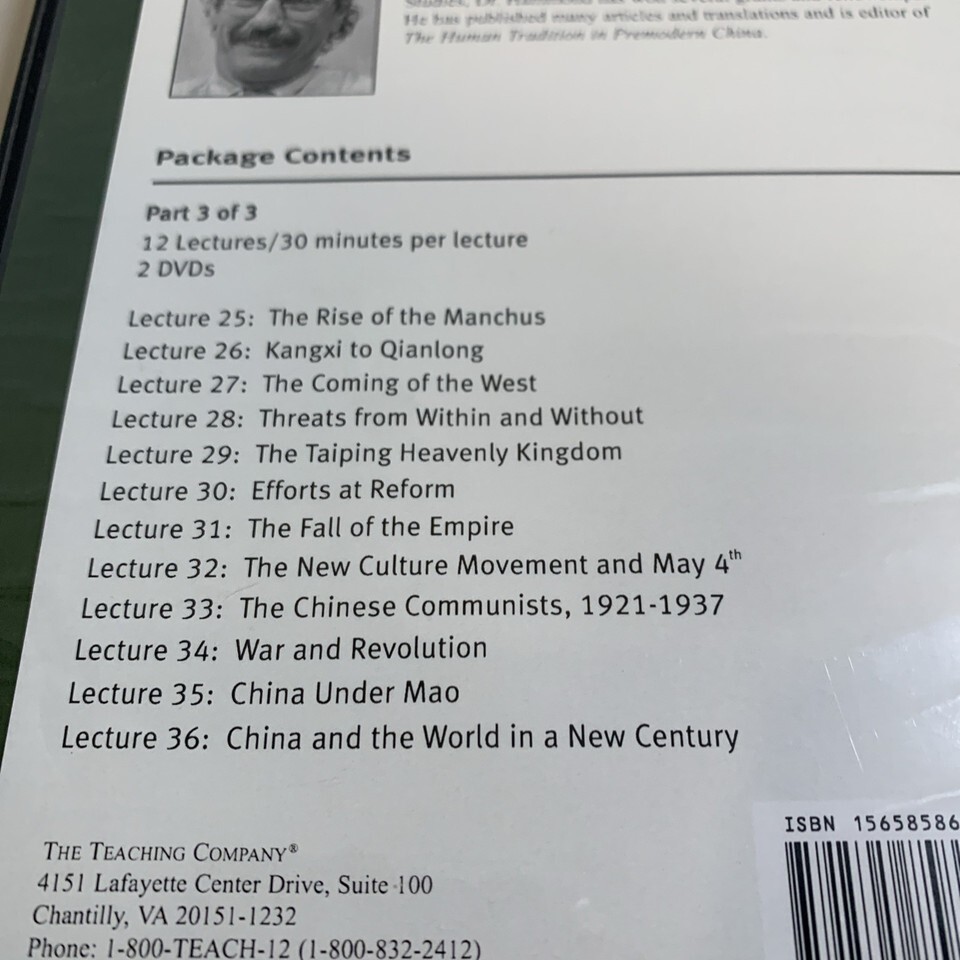 He has published many articles and translations and is editor of
The Human Tradition in Premodern China.
Package Contents
Part 3 of 3
12 Lectures/30 minutes per lecture
2 DVDs
Lecture 25: The Rise of the Manchus
Lecture 26: Kangxi to Qianlong
Lecture 27: The Coming of the West
Lecture 28: Threats from Within and Without
Lecture 29: The Taiping Heavenly Kingdom
Lecture 30: Efforts at Reform
Lecture 31: The Fall of the Empire
Lecture 32: The New Culture Movement and May 4th
Lecture 33: The Chinese Communists, 1921-1937
Lecture 34: War and Revolution
Lecture 35: China Under Mao
Lecture 36: China and the World in a New Century
ISBN 15658586
THE TEACHING COMPANY®
4151 Lafayette Center Drive, Suite 100
Chantilly, VA 20151-1232
Phone: 1-800-TEACH-12 (1-800-832-2412)